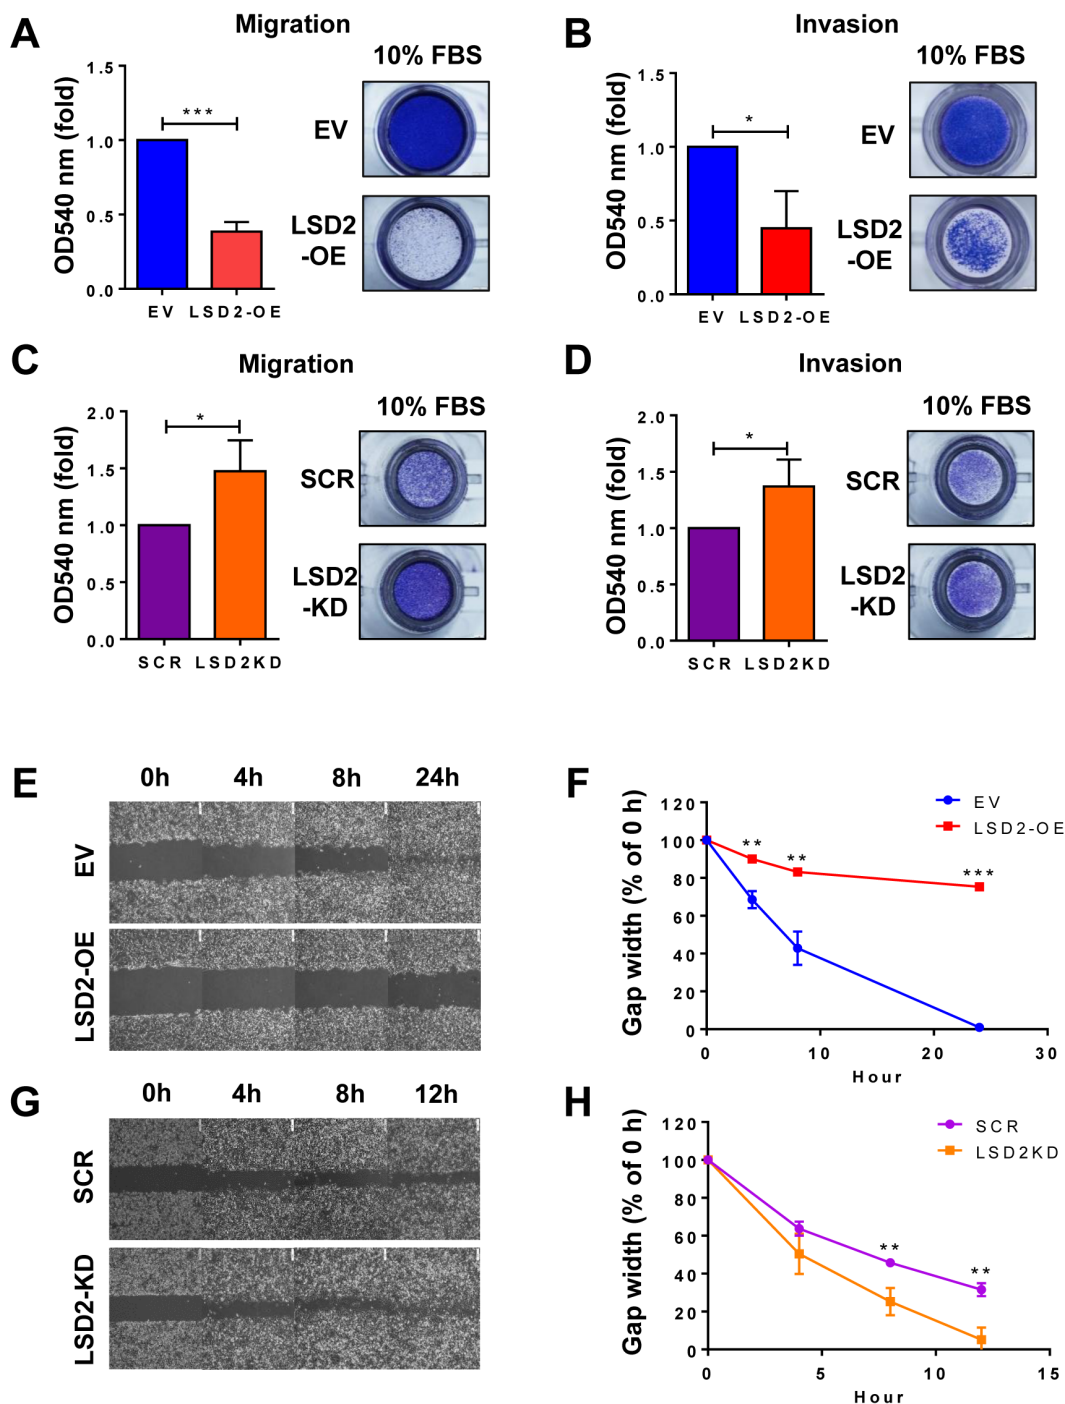 A
Migration
10% FBS
OD540 nm (fold)
1.5
1.0
0.5
0.0
***
EV LSD2-OE
EV
LSD2
-OE
B
Invasion
10% FBS
OD540 nm (fold)
1.5
1.0
0.5
0.0
*
EV LSD2-OE
EV
LSD2
-OE
C
Migration
10% FBS
OD540 nm (fold)
2.0
1.5
1.0
0.5
0.0
*
SCR LSD2KD
SCR
LSD2
-KD
D
Invasion
10% FBS
OD540 nm (fold)
2.0
1.5
1.0
0.5
0.0
*
SCR LSD2KD
SCR
LSD2
-KD
E
0h 4h 8h 24h
EV
LSD2-OE
F
Gap width (% of 0 h)
120
100
80
60
40
20
0
EV
LSD2-OE
**
**
***
0 10 20 30
Hour
G
0h 4h 8h 12h
SCR
LSD2-KD
H
Gap width (% of 0 h)
120
100
80
60
40
20
0
SCR
LSD2KD
**
**
0 5 10 15
Hour